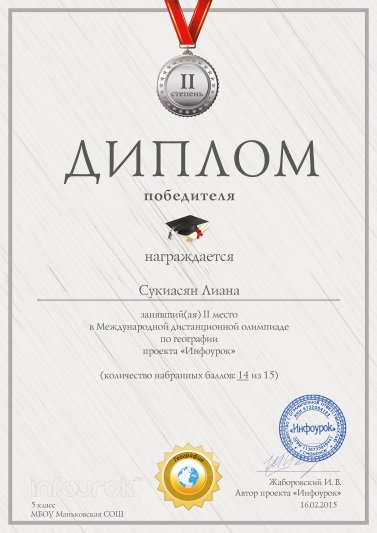 II
степень
ДИПЛОМ
победителя
награждается
Сукиасян Лиана
занявший(ая) II место
в Международной дистанционной олимпиаде
по географии
проекта «Инфоурок»
(количество набранных баллов: 14 из 15)
«Инфоурок»
География
Жаборовский И. В.
Автор проекта «Инфоурок»
16.02.2015
infourok
5 класс
МБОУ Маньковская СОШ